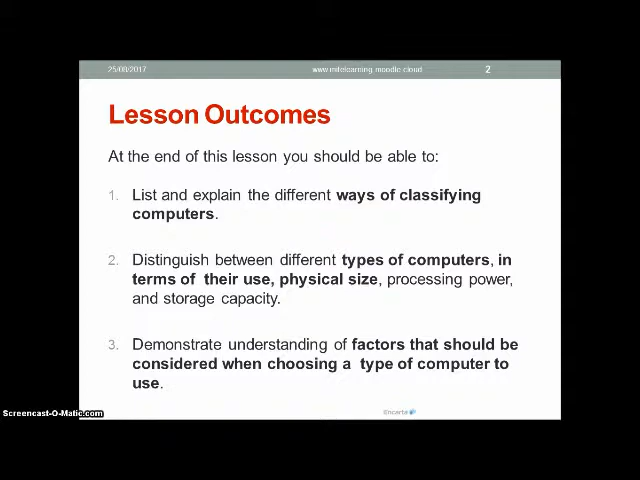 25/08/2017 www.mitelearning.moodle.cloud 2
Lesson Outcomes
At the end of this lesson you should be able to:
1. List and explain the different ways of classifying
computers.
2. Distinguish between different types of computers, in
terms of their use, physical size, processing power,
and storage capacity.
3. Demonstrate understanding of factors that should be
considered when choosing a type of computer to
use.
Encarta
Screencast-O-Matic.com